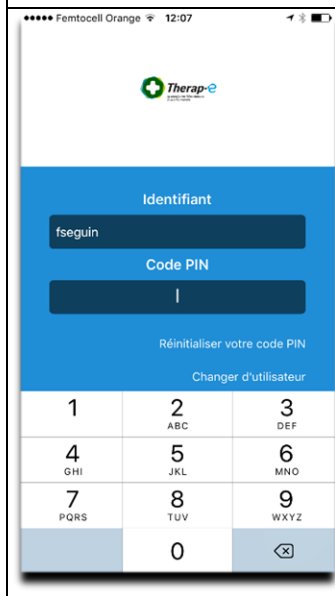 Femtocell Orange 12:07
Therap-e
Identifiant
fseguin
Code PIN
Réinitialiser votre code PIN
Changer d'utilisateur
1 2 3
ABC DEF
4 5 6
GHI JKL MNO
7 8 9
PQRS TUV WXYZ
0